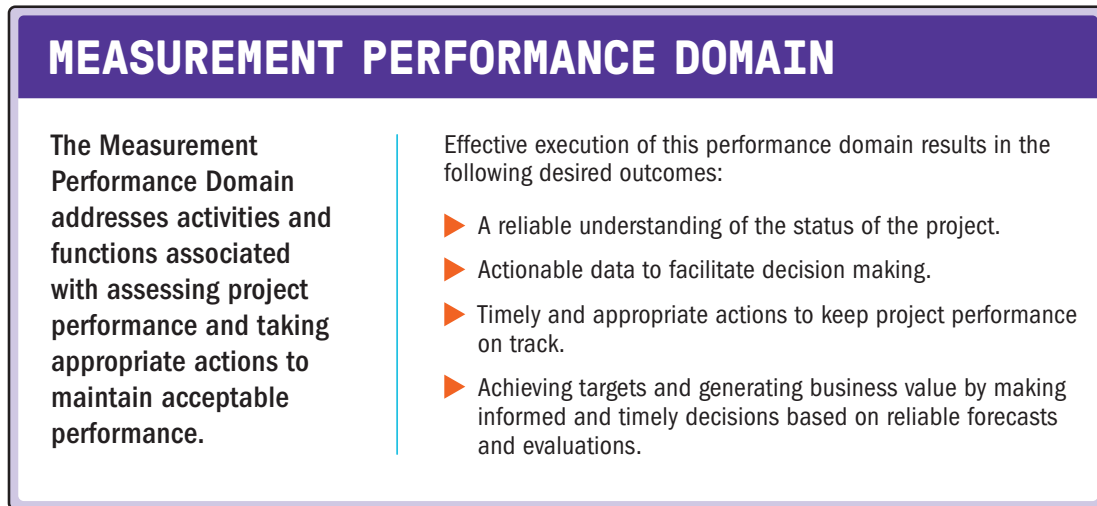 MEASUREMENT PERFORMANCE DOMAIN
The Measurement
Performance Domain
addresses activities and
functions associated
with assessing project
performance and taking
appropriate actions to
maintain acceptable
performance.
Effective execution of this performance domain results in the
following desired outcomes:
A reliable understanding of the status of the project.
Actionable data to facilitate decision making.
Timely and appropriate actions to keep project performance
on track.
Achieving targets and generating business value by making
informed and timely decisions based on reliable forecasts
and evaluations.